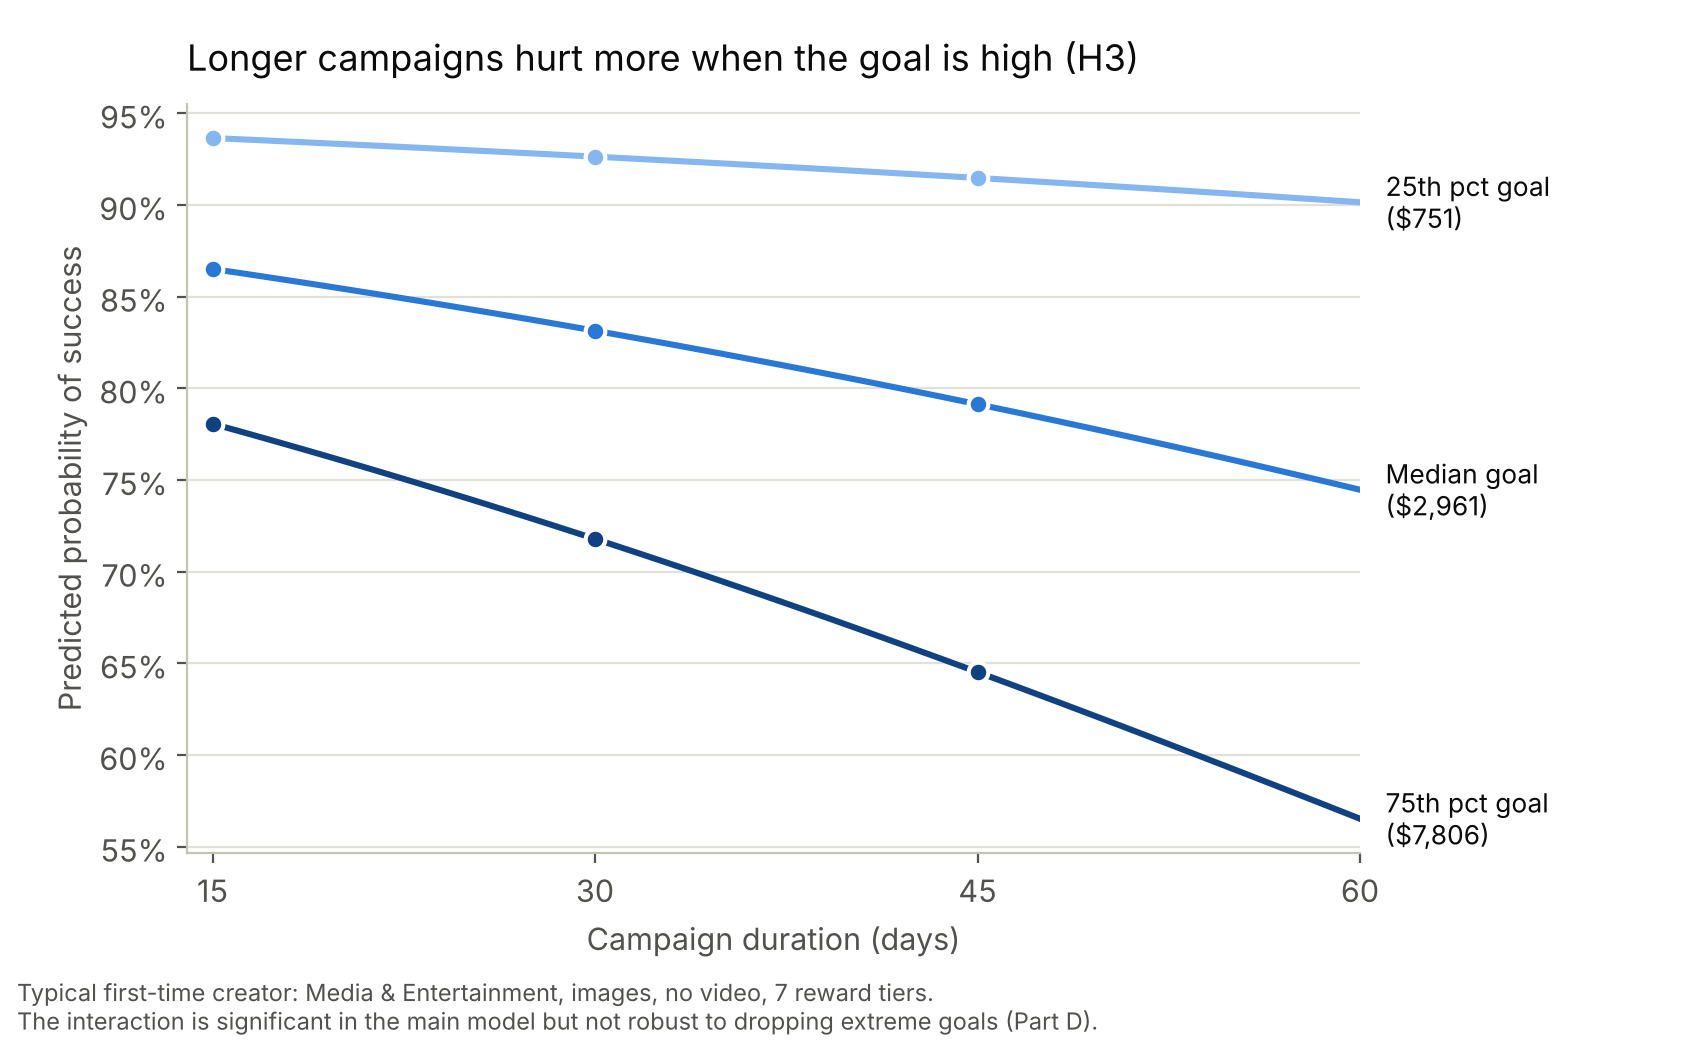 Longer campaigns hurt more when the goal is high (H3)
95%
90%
85%
80%
75%
70%
65%
60%
55%
Predicted probability of success
25th pct goal
($751)
Median goal
($2,961)
75th pct goal
($7,806)
15
30
45
60
Campaign duration (days)
Typical first-time creator: Media & Entertainment, images, no video, 7 reward tiers.
The interaction is significant in the main model but not robust to dropping extreme goals (Part D).